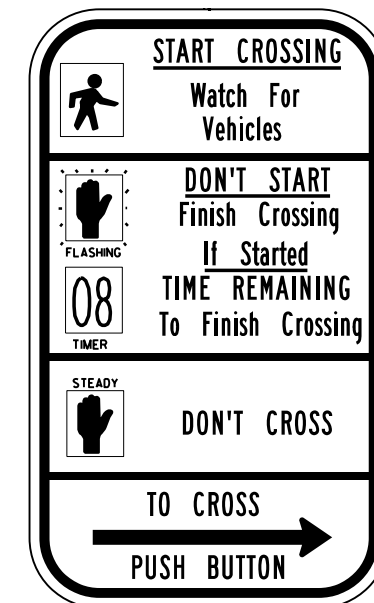 START CROSSING
Watch For
Vehicles
DON'T START
Finish Crossing
FLASHING
If Started
08
TIME REMAINING
To Finish Crossing
TIMER
STEADY
DON'T CROSS
TO CROSS
PUSH BUTTON